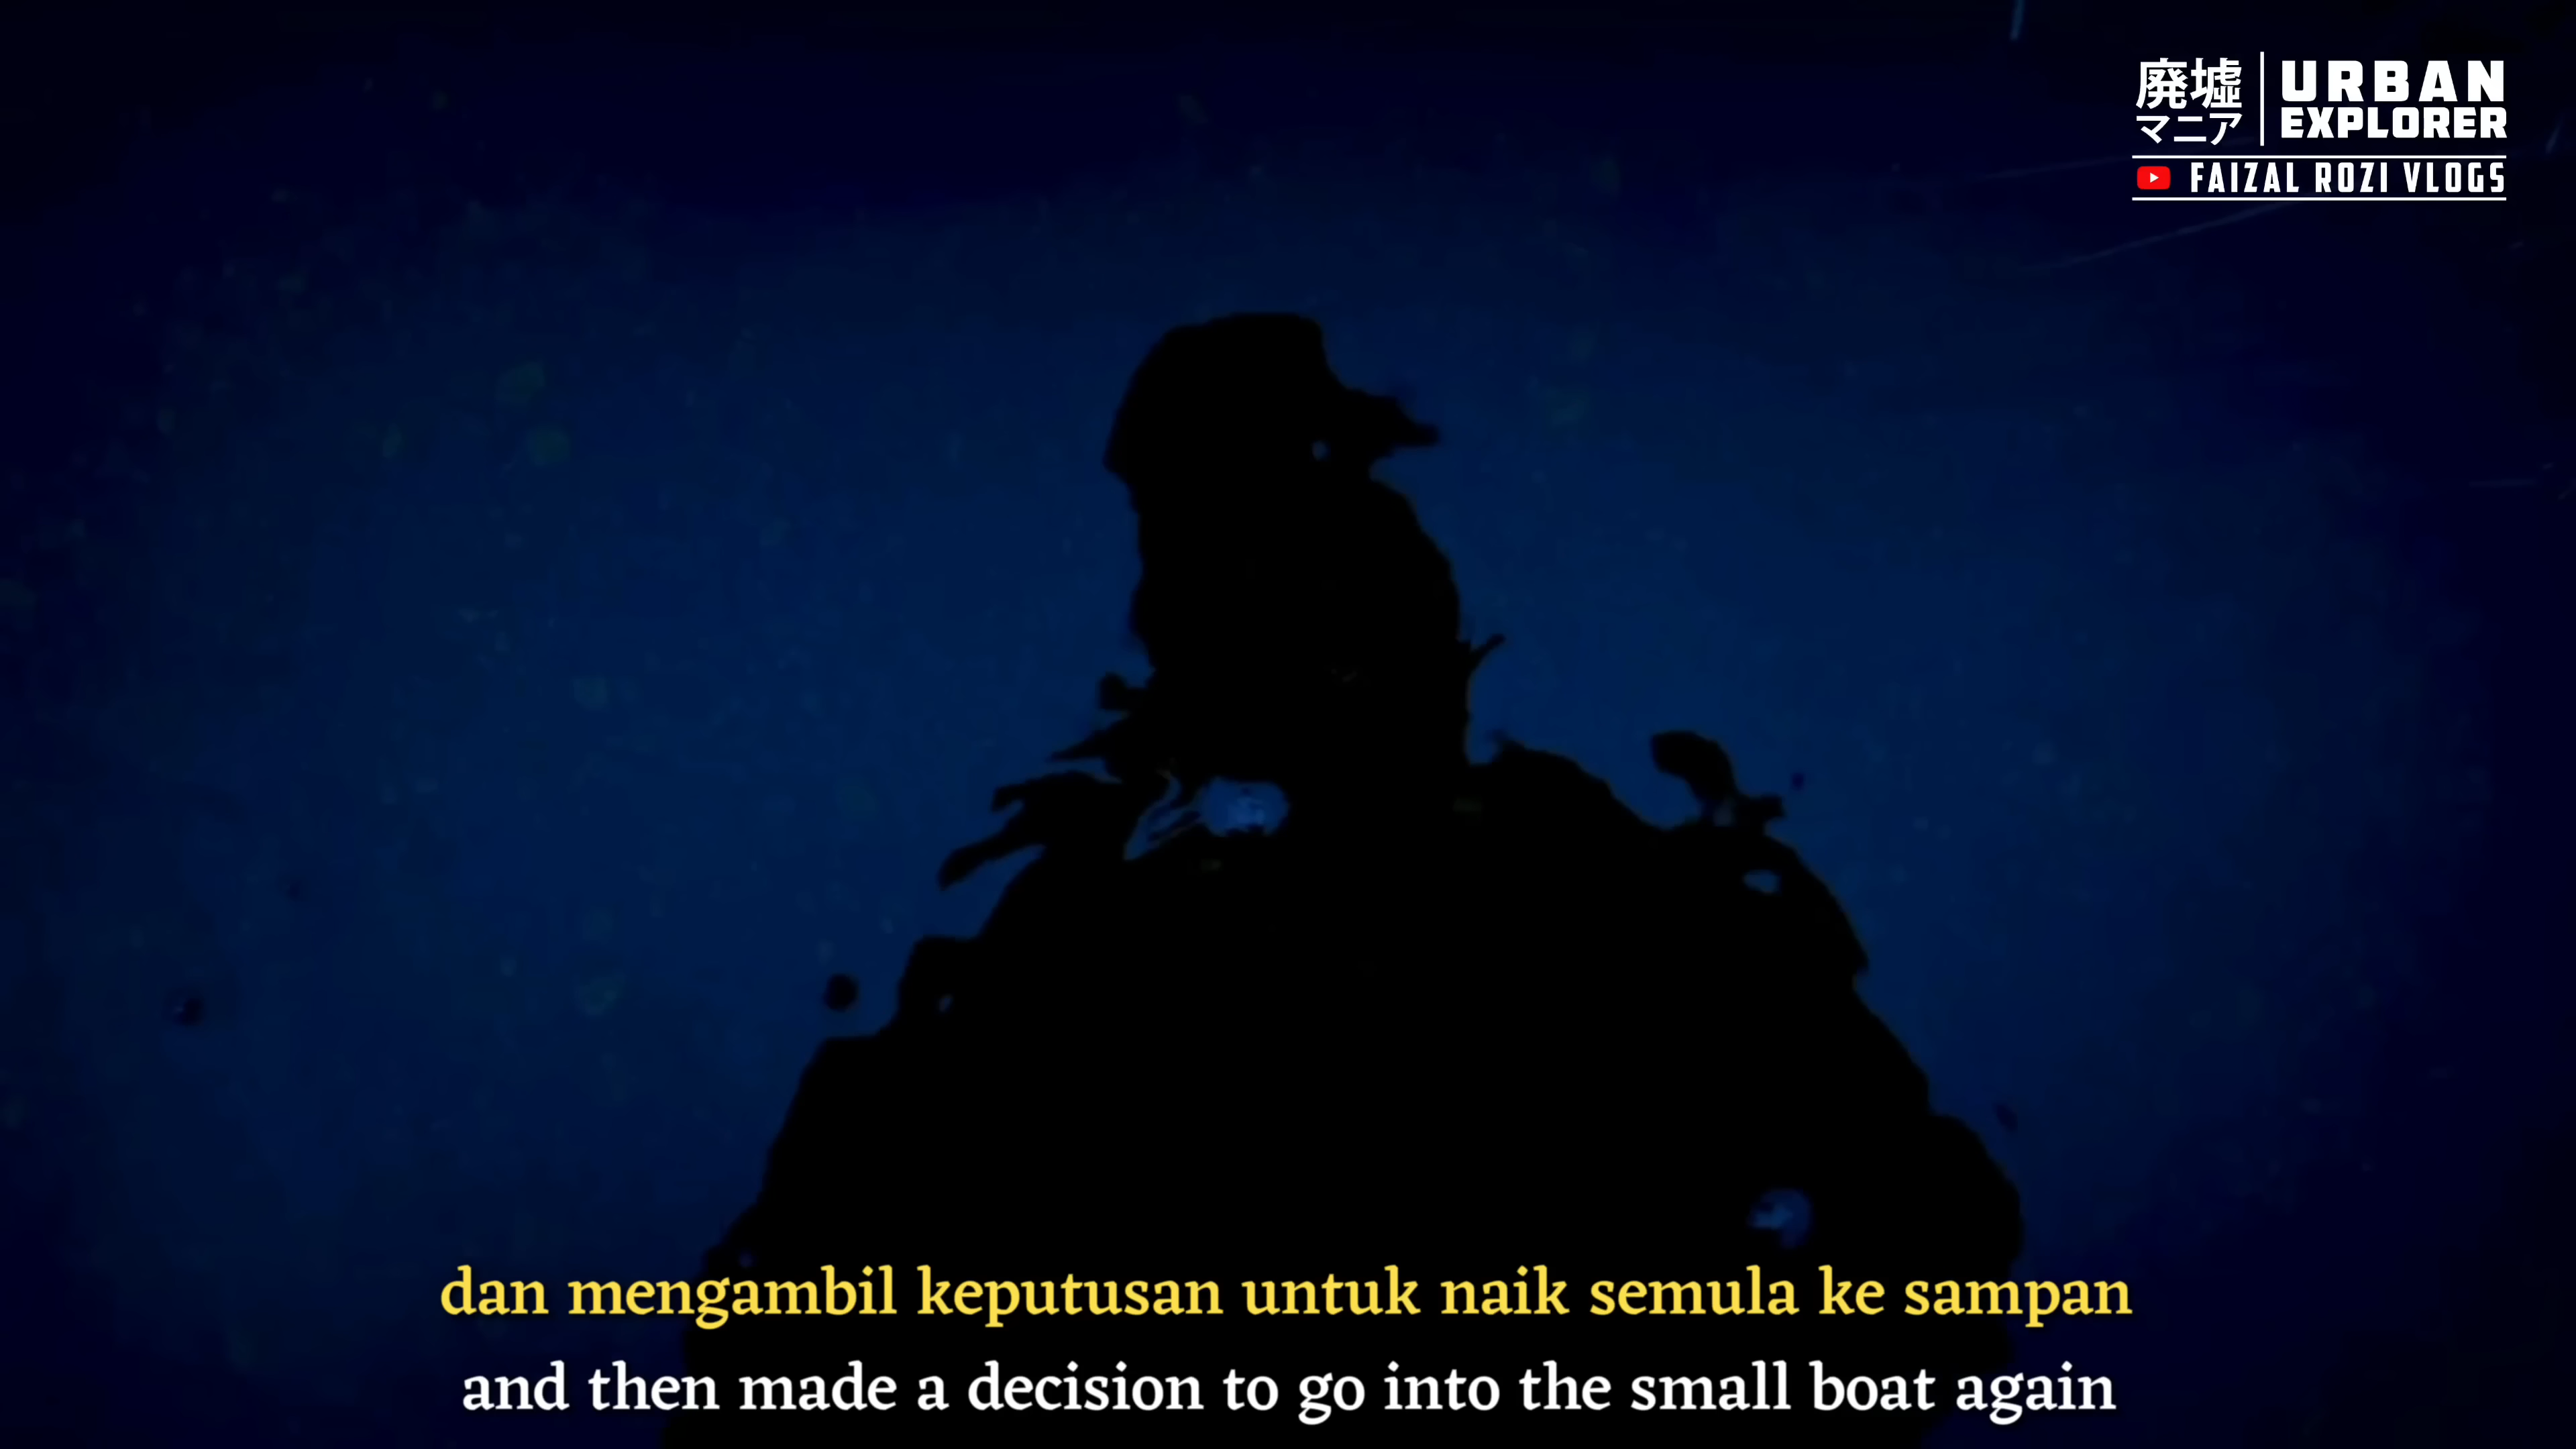 廃墟
マニア
URBAN
EXPLORER
FAIZAL ROZI VLOGS
dan mengambil keputusan untuk naik semula ke sampan
and then made a decision to go into the small boat again